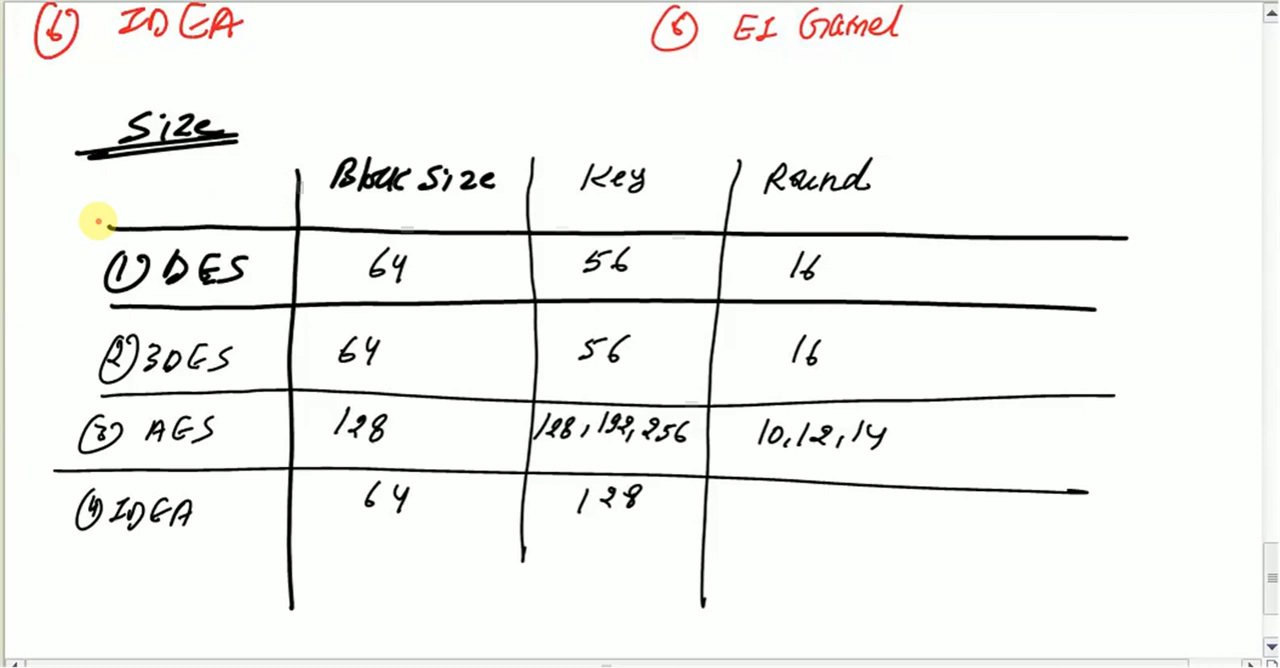 6 IDEA 6 EI Gamel
Size
Block Size Key Round
1) DES 64 56 16
2) 3DES 64 56 16
3) AES 128 128, 192, 256 10, 12, 14
4) IDEA 64 128